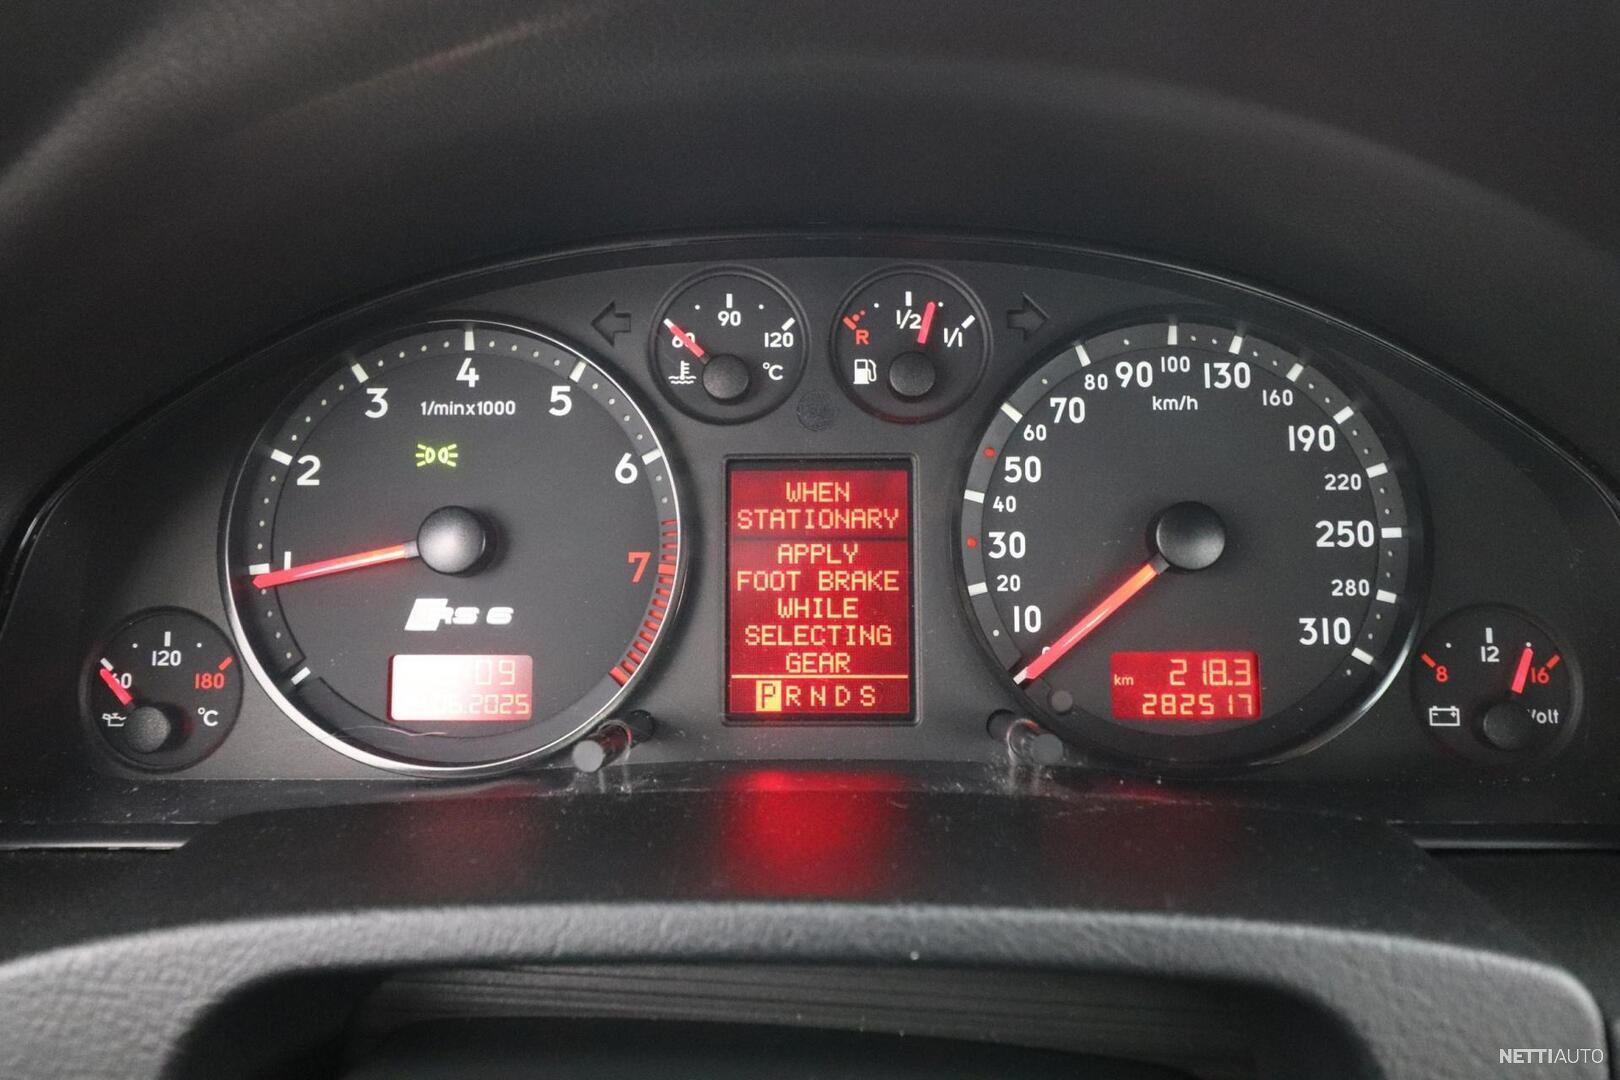 1
2
3
4
5
6
7
1/minx1000
RS 6
09
.2025
60
120
180
°C
60
90
120
°C
R
1/2
1/1
WHEN
STATIONARY
APPLY
FOOT BRAKE
WHILE
SELECTING
GEAR
PRNDS
10
20
30
40
50
60
70
80
90
100
130
160
190
220
250
280
310
km/h
km 218.3
282517
8
12
16
Volt
NETTIAUTO